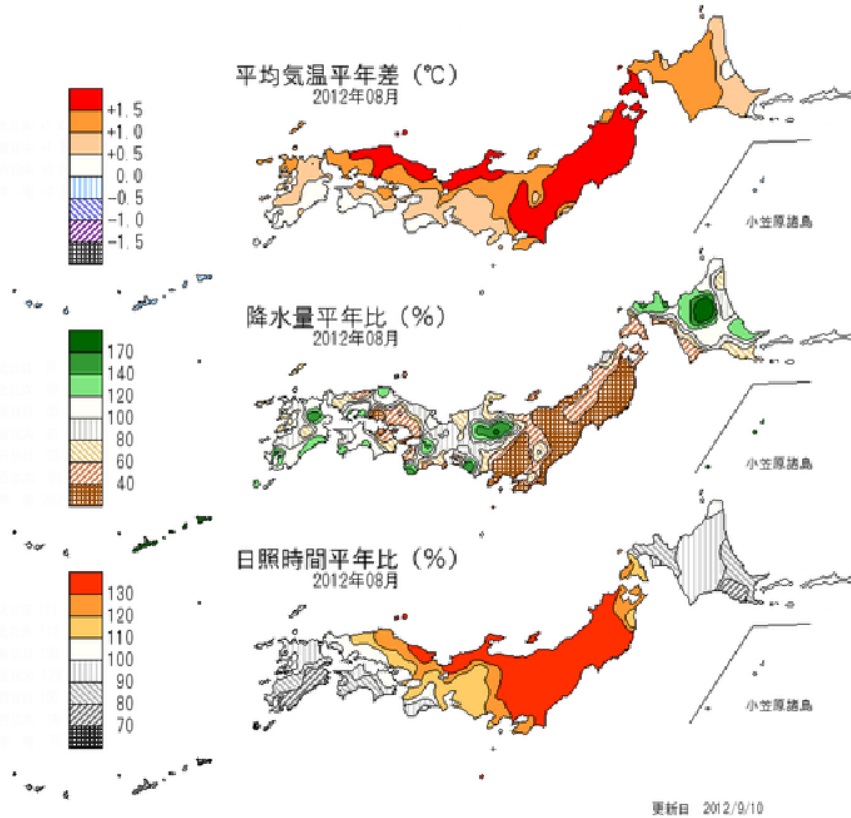 平均気温平年差 (℃)
2012年08月
+1.5
+1.0
+0.5
0.0
-0.5
-1.0
-1.5
小笠原諸島
降水量平年比 (%)
2012年08月
170
140
120
100
80
60
40
小笠原諸島
日照時間平年比 (%)
2012年08月
130
120
110
100
90
80
70
小笠原諸島
更新日 2012/9/10